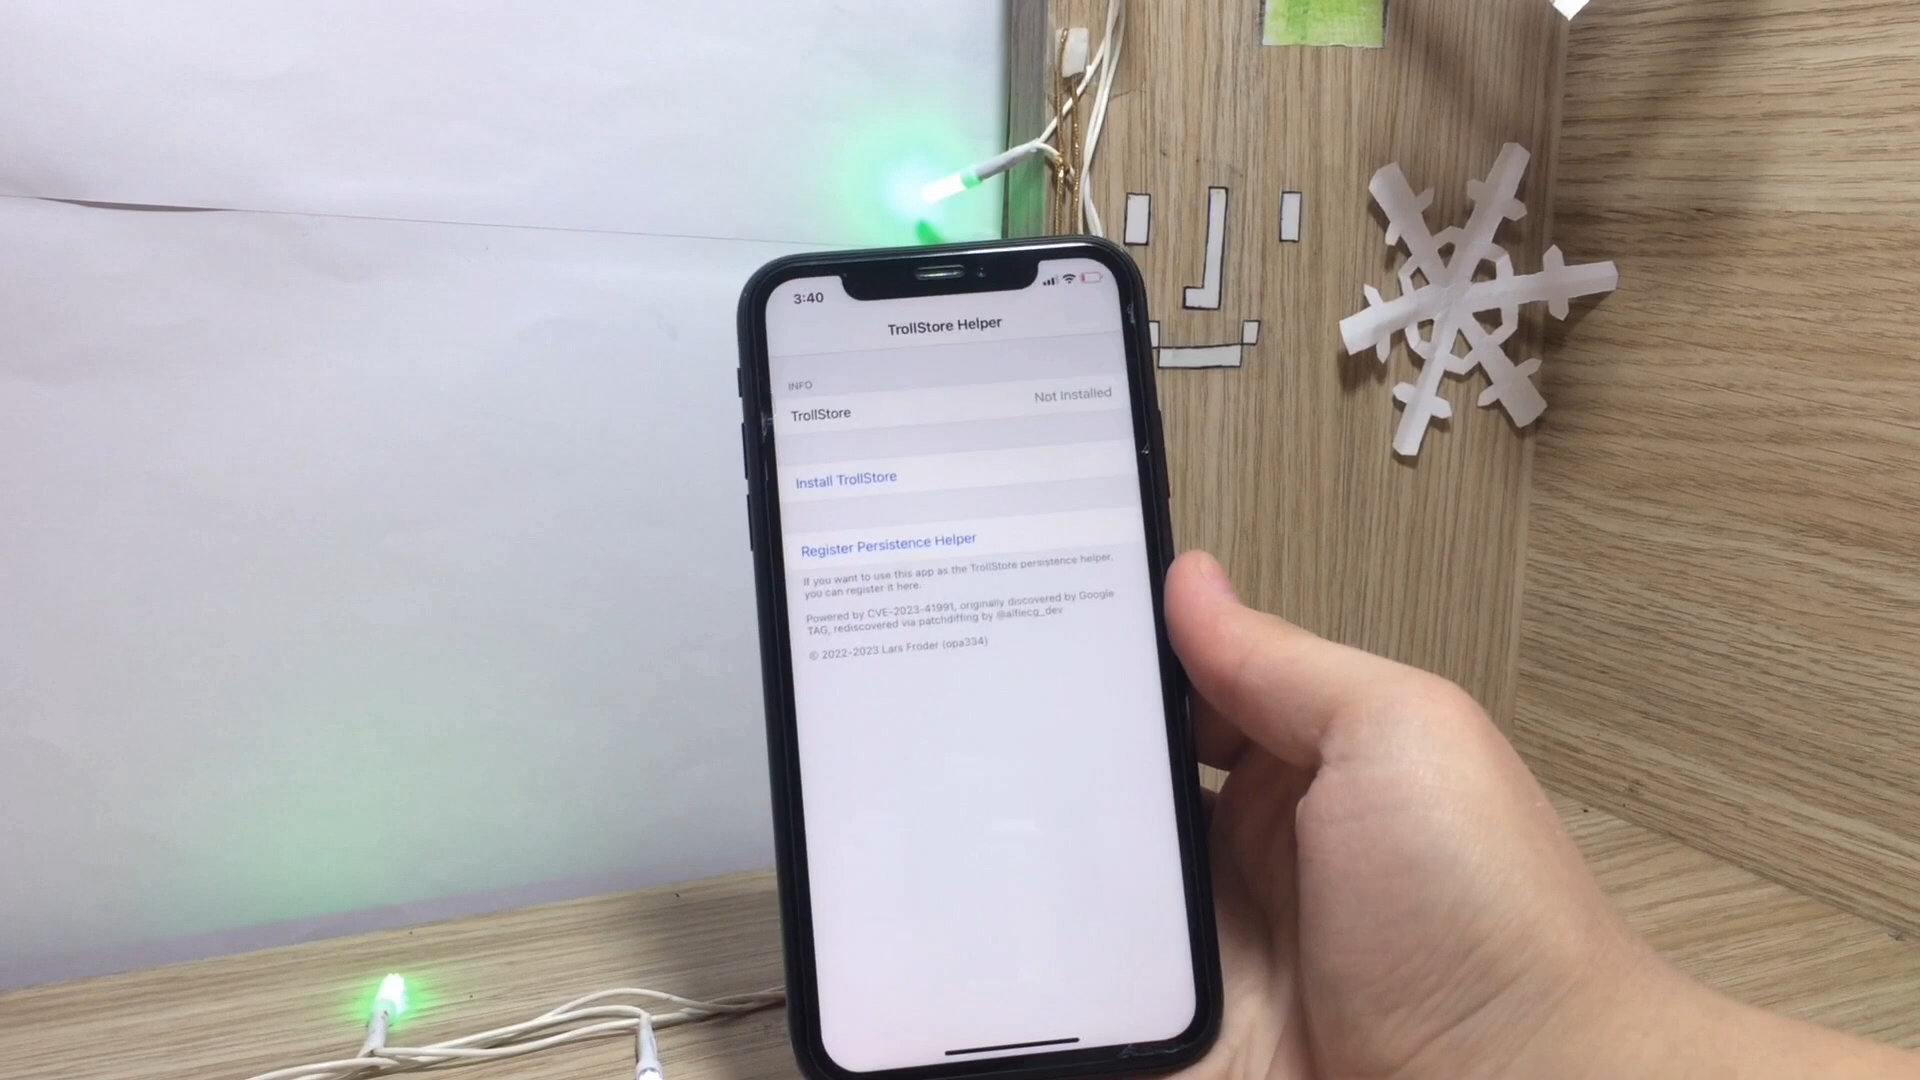 3:40
TrollStore Helper
INFO
TrollStore Not Installed
Install TrollStore
Register Persistence Helper
If you want to use this app as the TrollStore persistence helper,
you can register it here.
Powered by CVE-2023-41991, originally discovered by Google
TAG, rediscovered via patchdiffing by @alfiecg_dev
© 2022-2023 Lars Fröder (opa334)